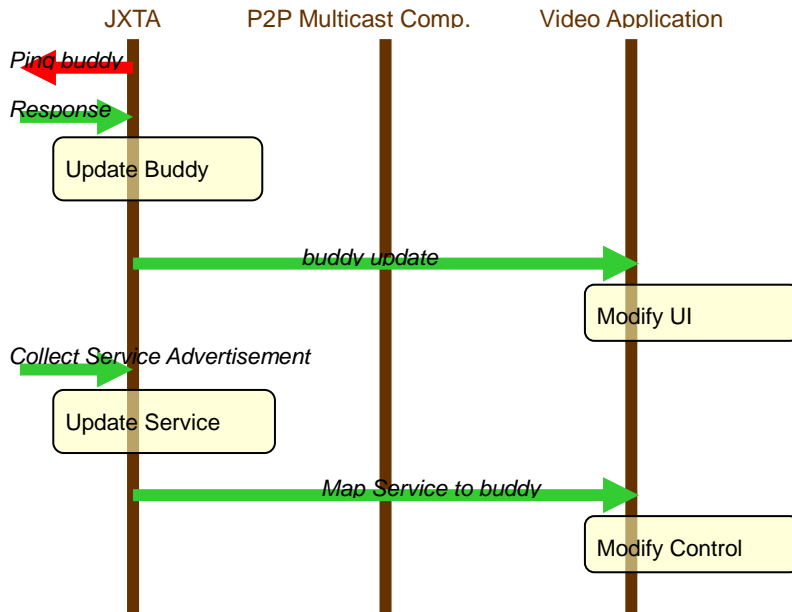 JXTA
P2P Multicast Comp.
Video Application
Ping buddy
Response
Update Buddy
buddy update
Modify UI
Collect Service Advertisement
Update Service
Map Service to buddy
Modify Control